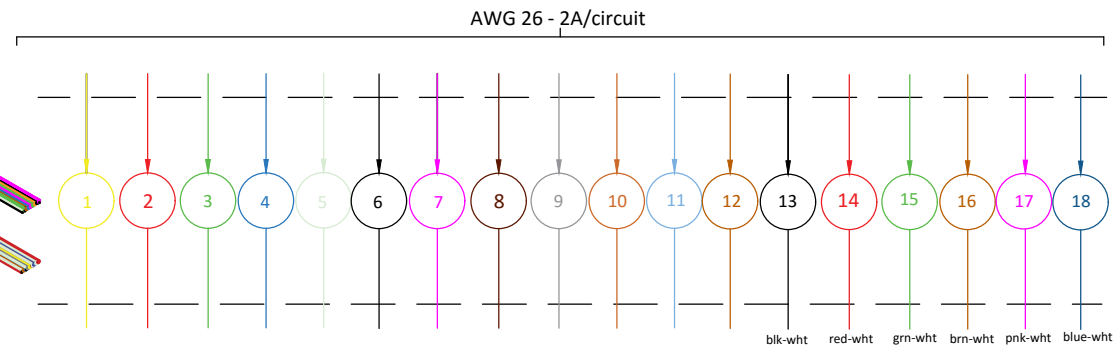 AWG 26 - 2A/circuit
1 2 3 4 5 6 7 8 9 10 11 12 13 14 15 16 17 18
blk-wht red-wht grn-wht brn-wht pnk-wht blue-wht